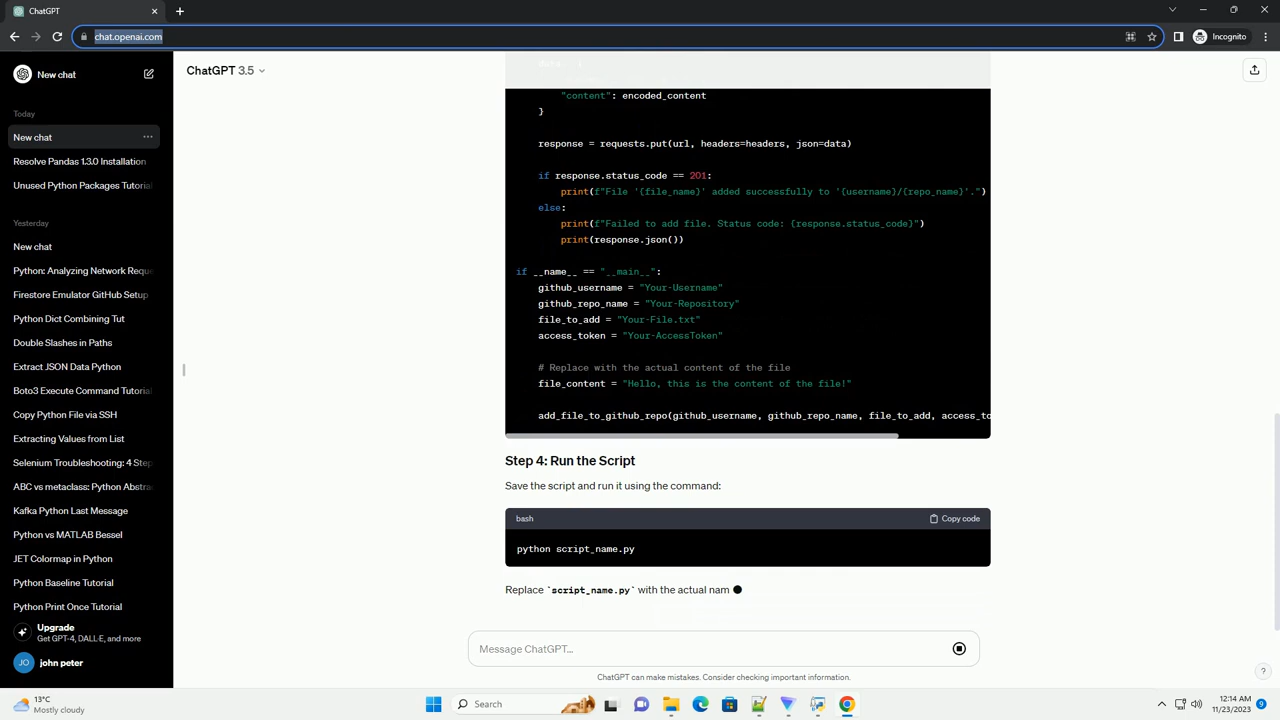 ChatGPT
chat.openai.com
Incognito
New chat
ChatGPT 3.5
Today
New chat
Resolve Pandas 1.3.0 Installation
Unused Python Packages Tutorial
Yesterday
New chat
Python: Analyzing Network Reque
Firestore Emulator GitHub Setup
Python Dict Combining Tut
Double Slashes in Paths
Extract JSON Data Python
Boto3 Execute Command Tutorial
Copy Python File via SSH
Extracting Values from List
Selenium Troubleshooting: 4 Step
ABC vs metaclass: Python Abstra
Kafka Python Last Message
Python vs MATLAB Bessel
JET Colormap in Python
Python Baseline Tutorial
Python Print Once Tutorial
Upgrade
Get GPT-4, DALL·E, and more
JO john peter
"content": encoded_content
}
response = requests.put(url, headers=headers, json=data)
if response.status_code == 201:
print(f"File '{file_name}' added successfully to '{username}/{repo_name}'.")
else:
print(f"Failed to add file. Status code: {response.status_code}")
print(response.json())
if __name__ == "__main__":
github_username = "Your-Username"
github_repo_name = "Your-Repository"
file_to_add = "Your-File.txt"
access_token = "Your-AccessToken"
# Replace with the actual content of the file
file_content = "Hello, this is the content of the file!"
add_file_to_github_repo(github_username, github_repo_name, file_to_add, access_to
Step 4: Run the Script
Save the script and run it using the command:
bash
Copy code
python script_name.py
Replace `script_name.py` with the actual nam
Message ChatGPT...
ChatGPT can make mistakes. Consider checking important information.
?
13°C
Mostly cloudy
Search
12:14 AM
11/23/2023
9